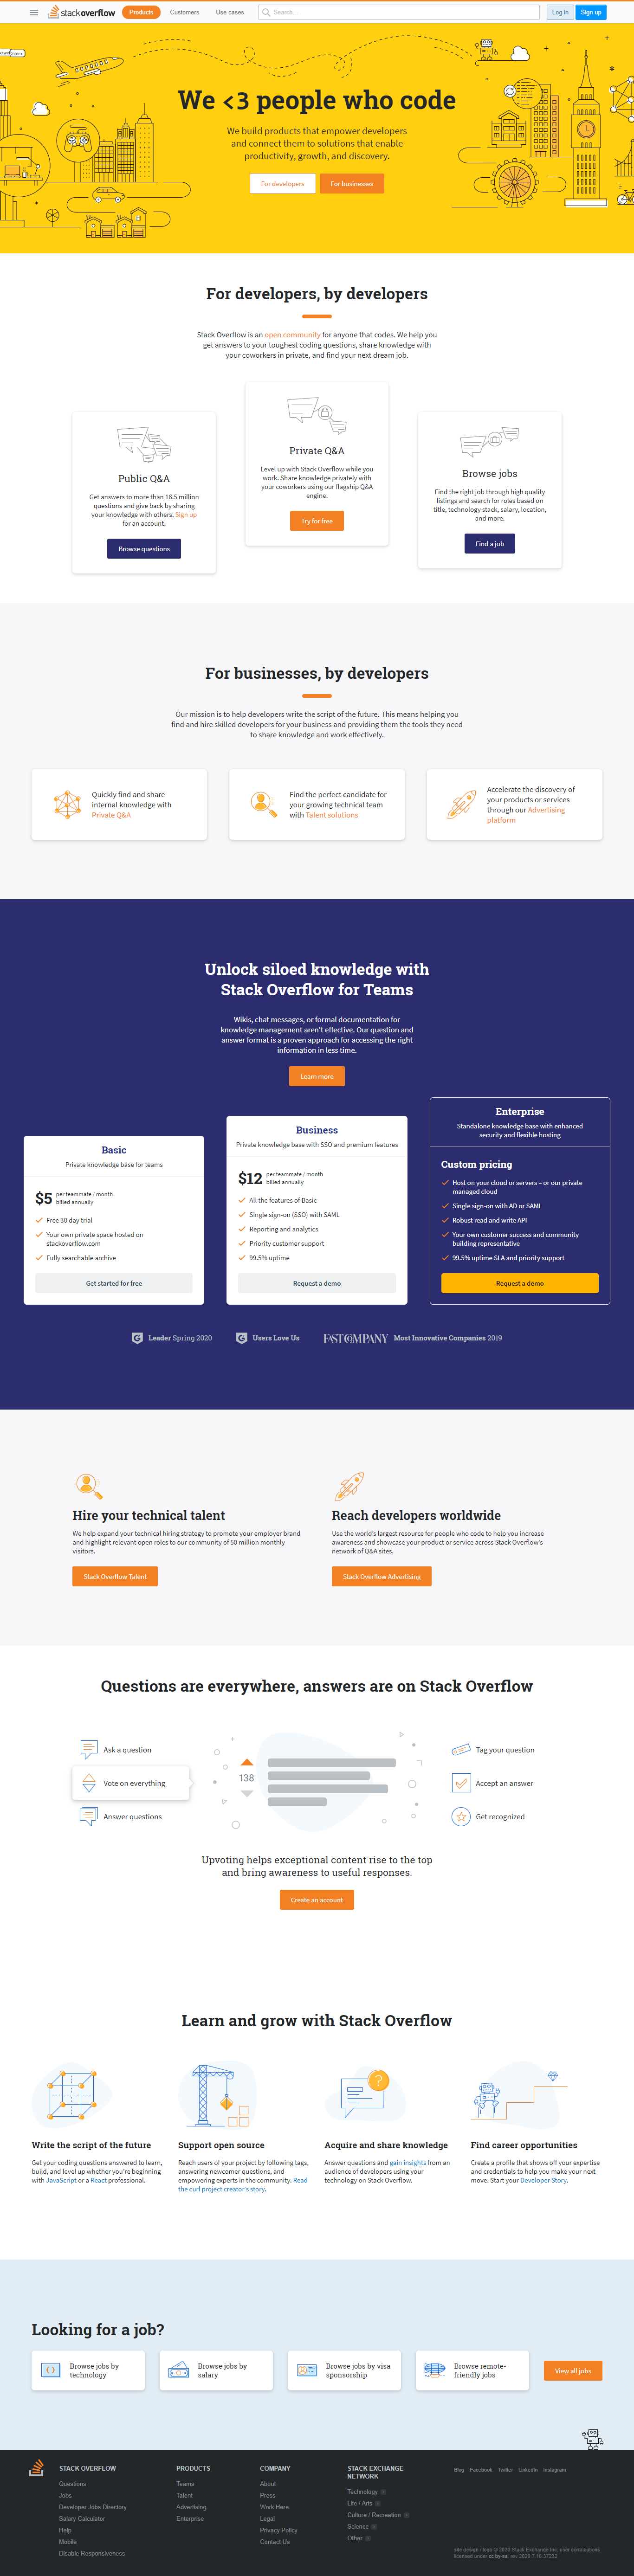 stack overflow Products Customers Use cases Search… Log in Sign up
We <3 people who code
We build products that empower developers
and connect them to solutions that enable
productivity, growth, and discovery.
For developers For businesses
For developers, by developers
Stack Overflow is an open community for anyone that codes. We help you
get answers to your toughest coding questions, share knowledge with
your coworkers in private, and find your next dream job.
Public Q&A
Get answers to more than 16.5 million
questions and give back by sharing
your knowledge with others. Sign up
for an account.
Browse questions
Private Q&A
Level up with Stack Overflow while you
work. Share knowledge privately with
your coworkers using our flagship Q&A
engine.
Try for free
Browse jobs
Find the right job through high quality
listings and search for roles based on
title, technology stack, salary, location,
and more.
Find a job
For businesses, by developers
Our mission is to help developers write the script of the future. This means helping you
find and hire skilled developers for your business and providing them the tools they need
to share knowledge and work effectively.
Quickly find and share
internal knowledge with
Private Q&A
Find the perfect candidate for
your growing technical team
with Talent solutions
Accelerate the discovery of
your products or services
through our Advertising
platform
Unlock siloed knowledge with
Stack Overflow for Teams
Wikis, chat messages, or formal documentation for
knowledge management aren't effective. Our question and
answer format is a proven approach for accessing the right
information in less time.
Learn more
Basic
Private knowledge base for teams
$5 per teammate / month
billed annually
Free 30 day trial
Your own private space hosted on
stackoverflow.com
Fully searchable archive
Get started for free
Business
Private knowledge base with SSO and premium features
$12 per teammate / month
billed annually
All the features of Basic
Single sign-on (SSO) with SAML
Reporting and analytics
Priority customer support
99.5% uptime
Request a demo
Enterprise
Standalone knowledge base with enhanced
security and flexible hosting
Custom pricing
Host on your cloud or servers – or our private
managed cloud
Single sign-on with AD or SAML
Robust read and write API
Your own customer success and community
building representative
99.5% uptime SLA and priority support
Request a demo
Leader Spring 2020 Users Love Us FAST COMPANY Most Innovative Companies 2019
Hire your technical talent
We help expand your technical hiring strategy to promote your employer brand
and highlight relevant open roles to our community of 50 million monthly
visitors.
Stack Overflow Talent
Reach developers worldwide
Use the world's largest resource for people who code to help you increase
awareness and showcase your product or service across Stack Overflow's
network of Q&A sites.
Stack Overflow Advertising
Questions are everywhere, answers are on Stack Overflow
Ask a question
Vote on everything
Answer questions
138
Tag your question
Accept an answer
Get recognized
Upvoting helps exceptional content rise to the top
and bring awareness to useful responses.
Create an account
Learn and grow with Stack Overflow
Write the script of the future
Get your coding questions answered to learn,
build, and level up whether you're beginning
with JavaScript or a React professional.
Support open source
Reach users of your project by following tags,
answering newcomer questions, and
empowering experts in the community. Read
the curl project creator's story.
Acquire and share knowledge
Answer questions and gain insights from an
audience of developers using your
technology on Stack Overflow.
Find career opportunities
Create a profile that shows off your expertise
and credentials to help you make your next
move. Start your Developer Story.
Looking for a job?
Browse jobs by
technology
Browse jobs by
salary
Browse jobs by visa
sponsorship
Browse remote-
friendly jobs
View all jobs
STACK OVERFLOW
Questions
Jobs
Developer Jobs Directory
Salary Calculator
Help
Mobile
Disable Responsiveness
PRODUCTS
Teams
Talent
Advertising
Enterprise
COMPANY
About
Press
Work Here
Legal
Privacy Policy
Contact Us
STACK EXCHANGE
NETWORK
Technology
Life / Arts
Culture / Recreation
Science
Other
Blog Facebook Twitter LinkedIn Instagram
site design / logo © 2020 Stack Exchange Inc; user contributions
licensed under cc by-sa. rev 2020.7.16.37232